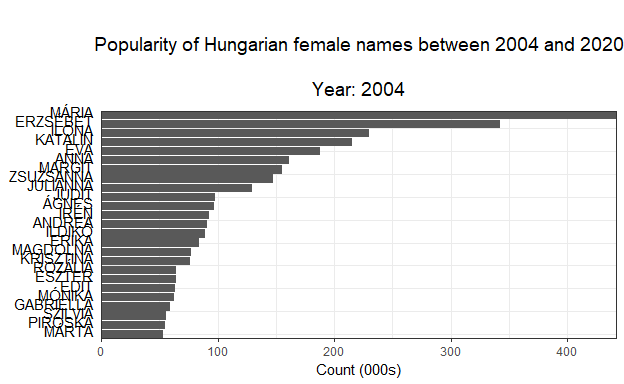 Popularity of Hungarian female names between 2004 and 2020
Year: 2004
MÁRIA
ERZSÉBET
ILONA
KATALIN
ÉVA
ANNA
MARGIT
ZSUZSANNA
JULIANNA
JUDIT
ÁGNES
IRÉN
ANDREA
ILDIKÓ
ERIKA
MAGDOLNA
KRISZTINA
ROZÁLIA
ESZTER
EDIT
MÓNIKA
GABRIELLA
SZILVIA
PIROSKA
MÁRTA
0 100 200 300 400
Count (000s)